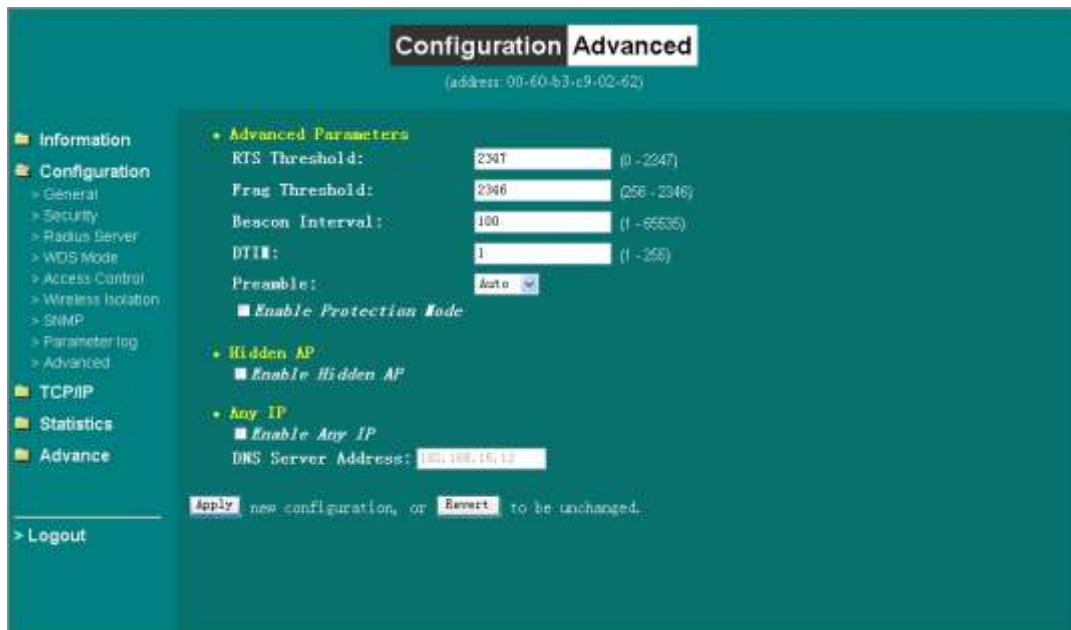 Configuration Advanced
(address: 00-60-b3-c9-02-62)
Information
Configuration
> General
> Security
> Radius Server
> WDS Mode
> Access Control
> Wireless Isolation
> SNMP
> Parameter log
> Advanced
TCP/IP
Statistics
Advance
> Logout
Advanced Parameters
RTS Threshold: 2347 (0 - 2347)
Frag Threshold: 2346 (256 - 2346)
Beacon Interval: 100 (1 - 65535)
DTIM: 1 (1 - 255)
Preamble: Auto
Enable Protection Mode
Hidden AP
Enable Hidden AP
Any IP
Enable Any IP
DNS Server Address:
Apply new configuration, or Revert to be unchanged.